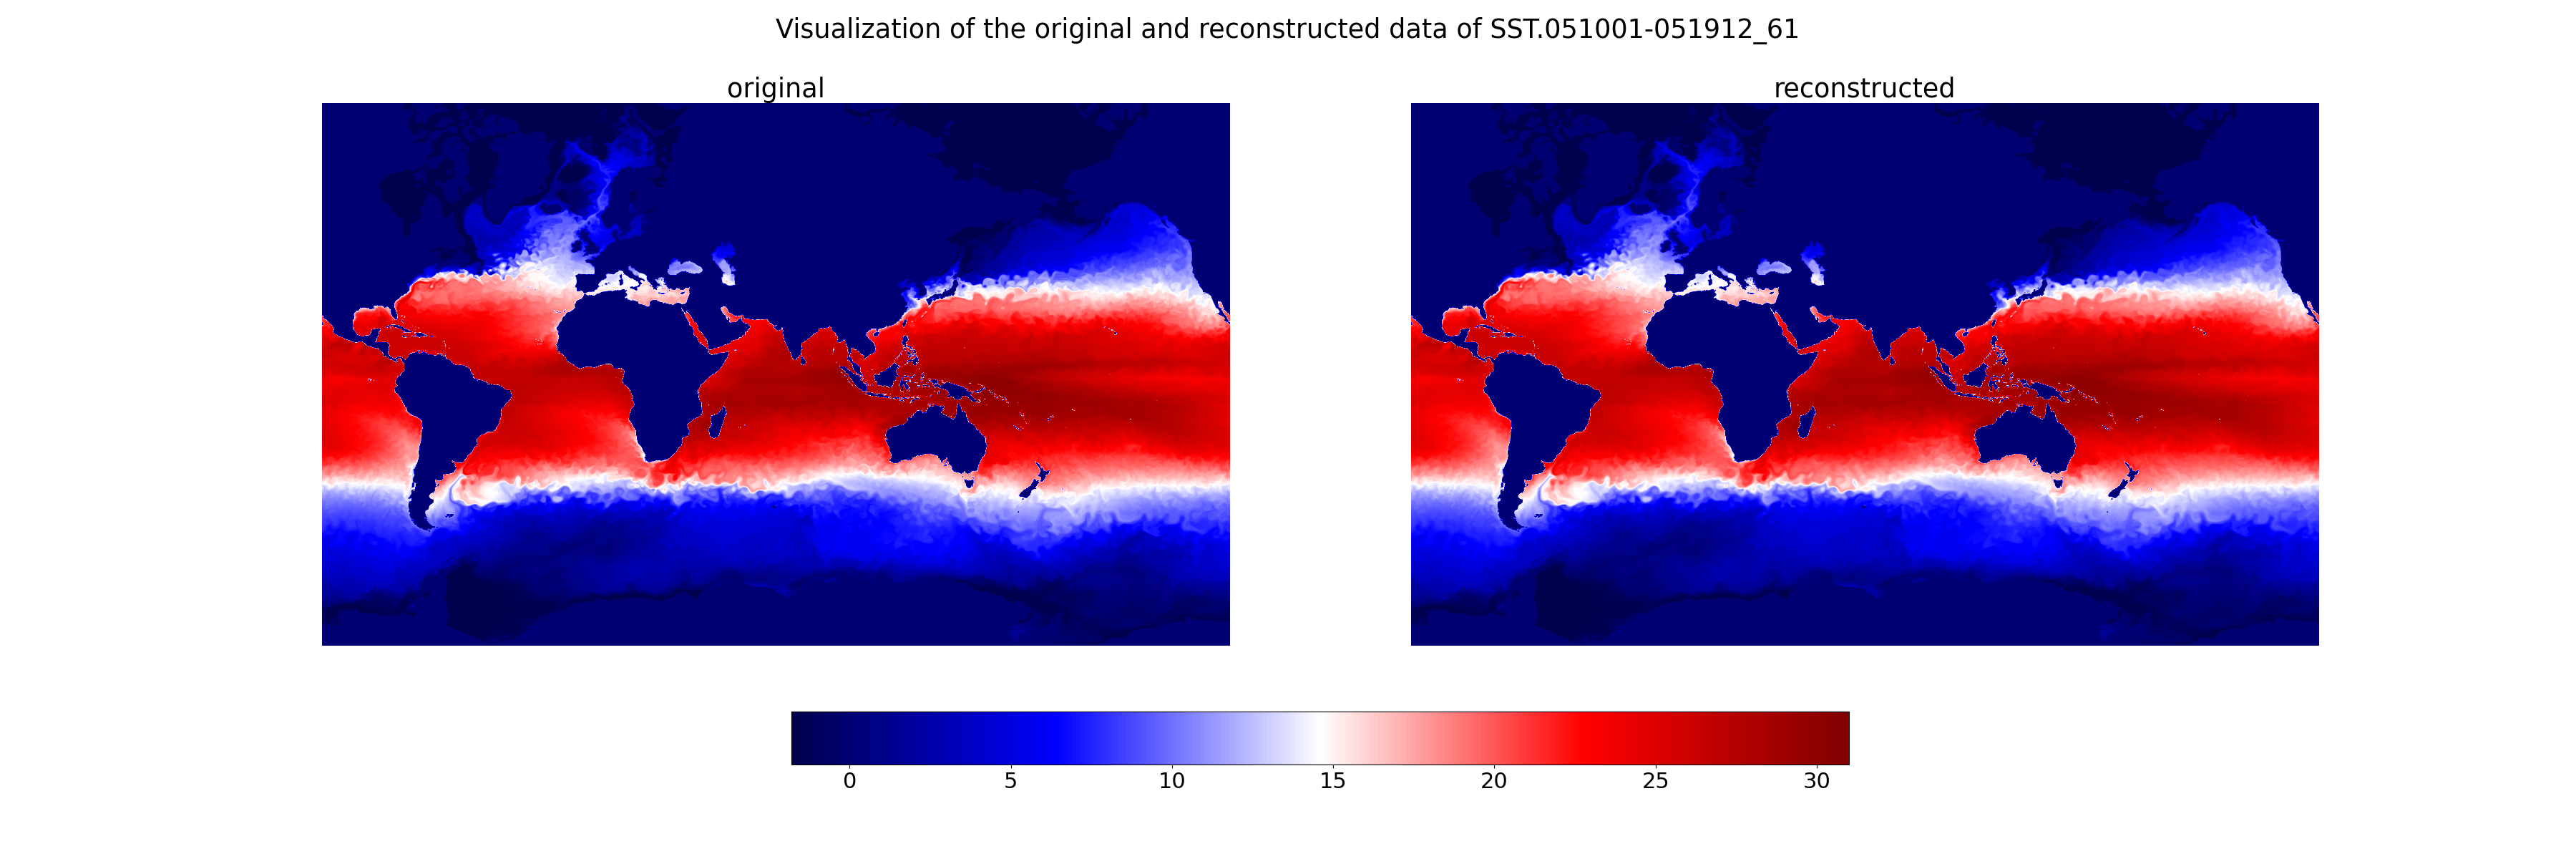 Visualization of the original and reconstructed data of SST.051001-051912_61
original
reconstructed
0 5 10 15 20 25 30